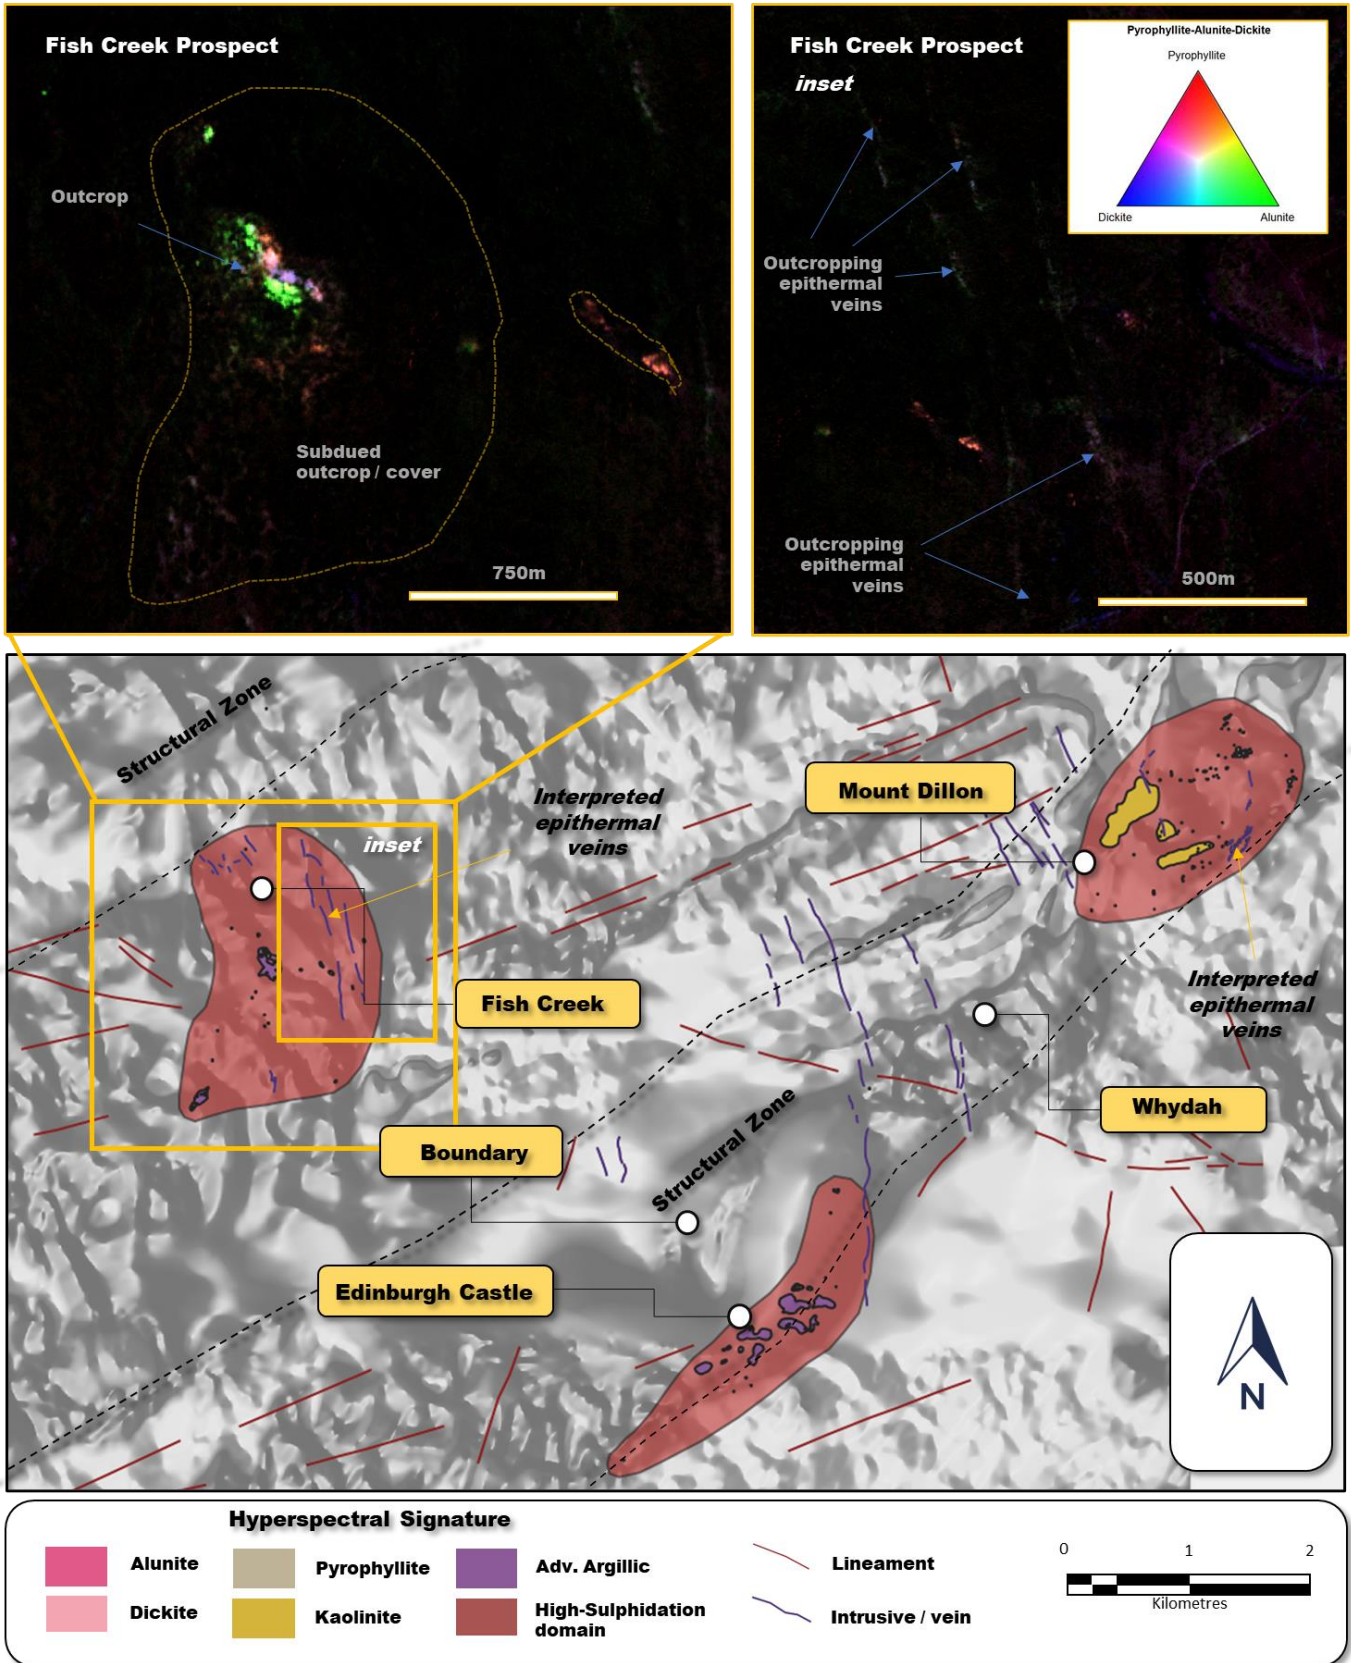 Fish Creek Prospect
Outcrop
Subdued
outcrop / cover
750m
Fish Creek Prospect
inset
Pyrophyllite-Alunite-Dickite
Pyrophyllite
Dickite
Alunite
Outcropping
epithermal
veins
Outcropping
epithermal
veins
500m
Structural Zone
Interpreted
epithermal
veins
inset
Mount Dillon
Fish Creek
Interpreted
epithermal
veins
Whydah
Boundary
Structural Zone
Edinburgh Castle
N
Hyperspectral Signature
Alunite
Dickite
Pyrophyllite
Kaolinite
Adv. Argillic
High-Sulphidation
domain
Lineament
Intrusive / vein
0 1 2
Kilometres